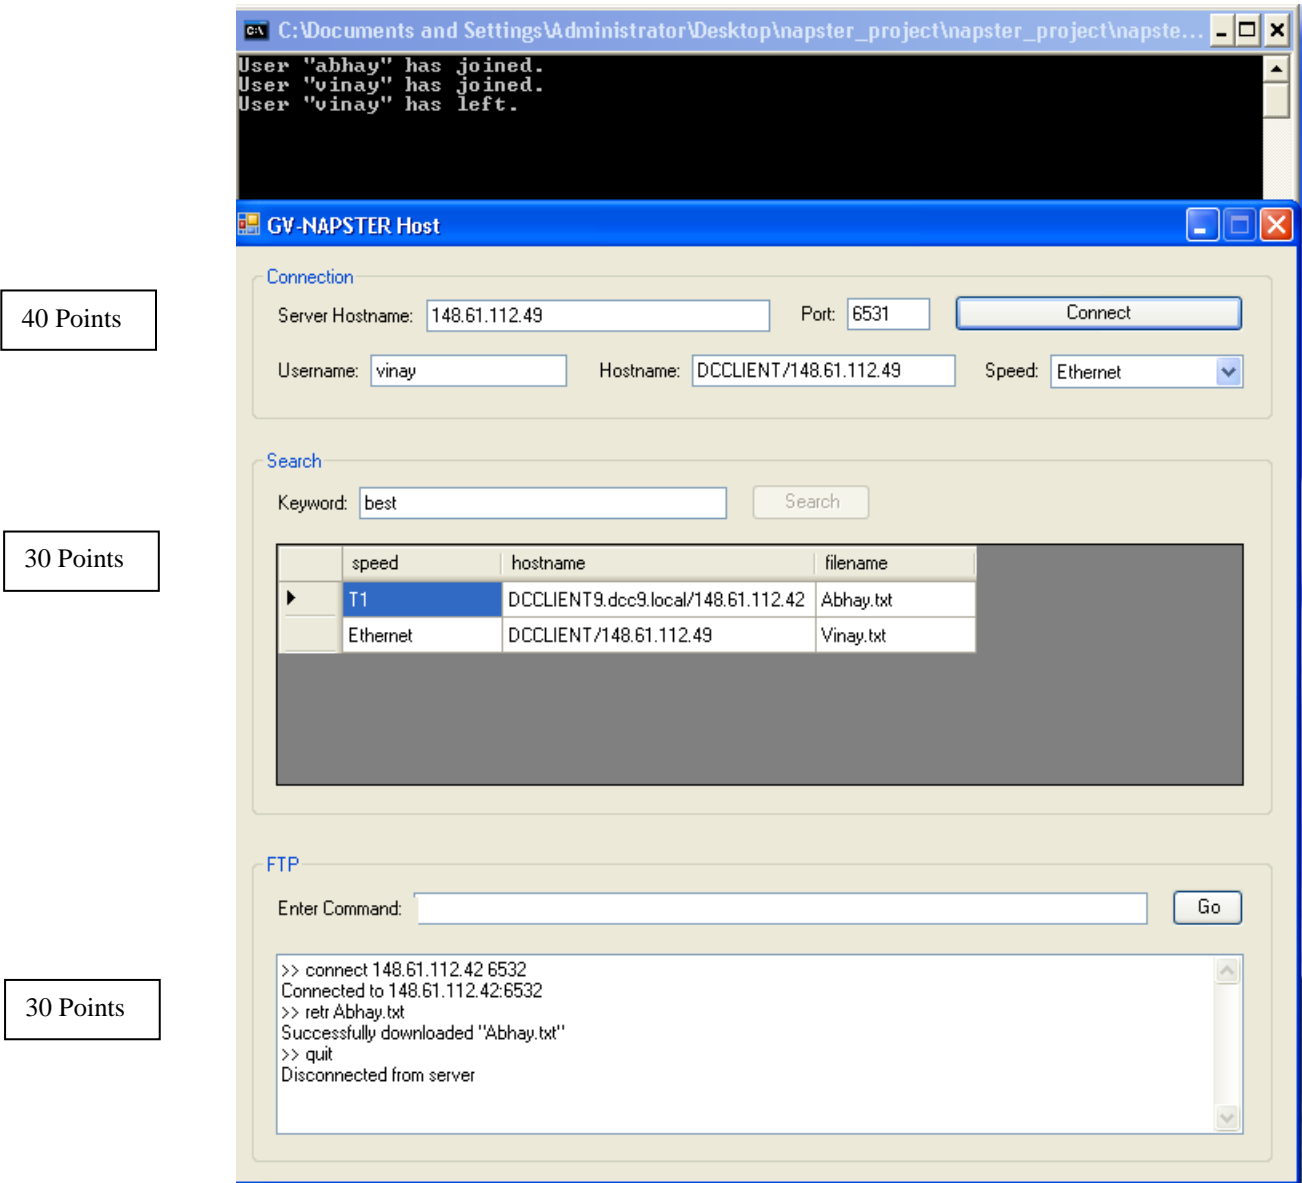 C:\Documents and Settings\Administrator\Desktop\napster_project\napster_project\napste...
User "abhay" has joined.
User "vinay" has joined.
User "vinay" has left.
GV-NAPSTER Host
Connection
40 Points
Server Hostname: 148.61.112.49 Port: 6531 Connect
Username: vinay Hostname: DCCLIENT/148.61.112.49 Speed: Ethernet
Search
Keyword: best Search
30 Points
speed hostname filename
T1 DCCLIENT9.dcc9.local/148.61.112.42 Abhay.txt
Ethernet DCCLIENT/148.61.112.49 Vinay.txt
FTP
Enter Command: Go
30 Points
>> connect 148.61.112.42 6532
Connected to 148.61.112.42:6532
>> retr Abhay.txt
Successfully downloaded "Abhay.txt"
>> quit
Disconnected from server